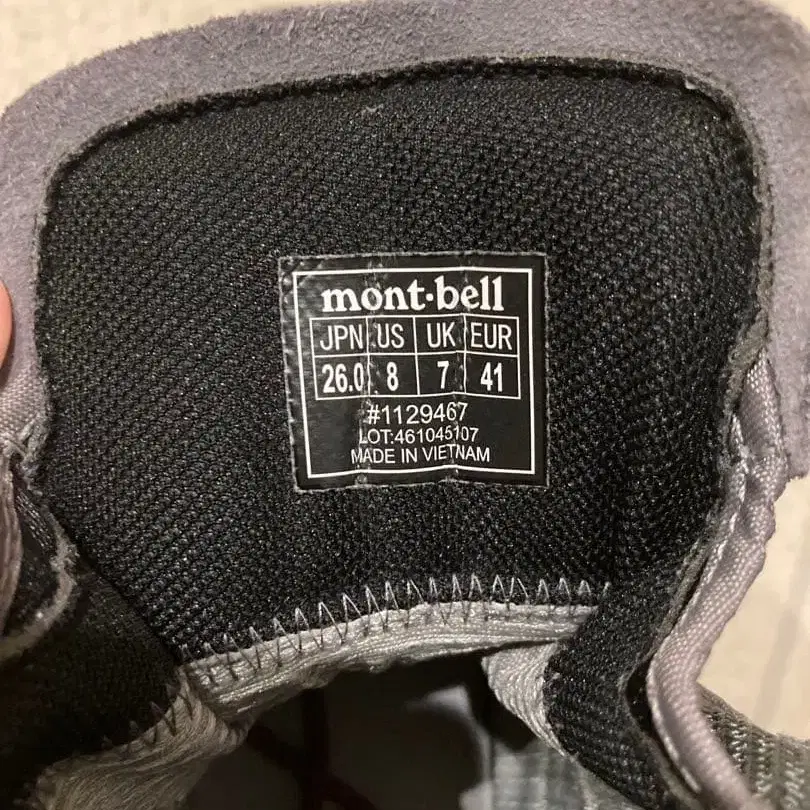 mont-bell
JPN US UK EUR
26.0 8 7 41
#1129467
LOT:461045107
MADE IN VIETNAM